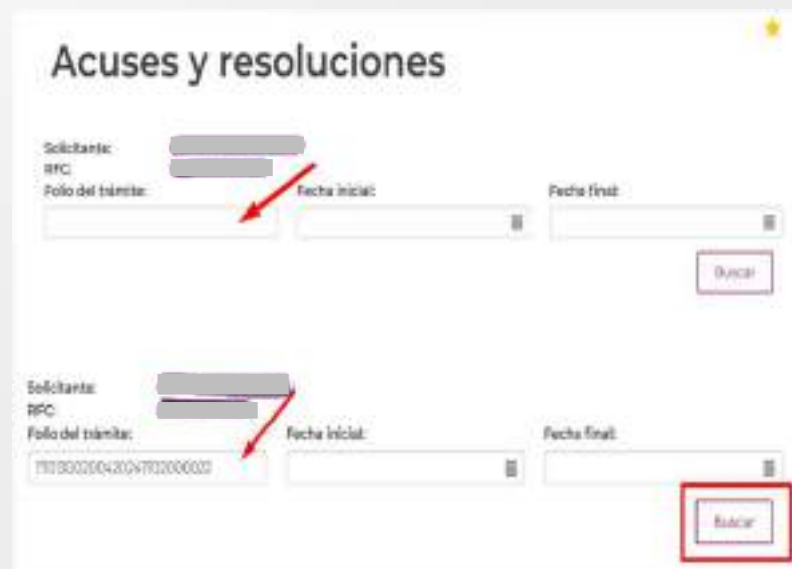 Acuses y resoluciones
Solicitante:
RFC:
Folio del trámite: Fecha inicial: Fecha final:
Buscar
Solicitante:
RFC:
Folio del trámite: Fecha inicial: Fecha final:
Buscar